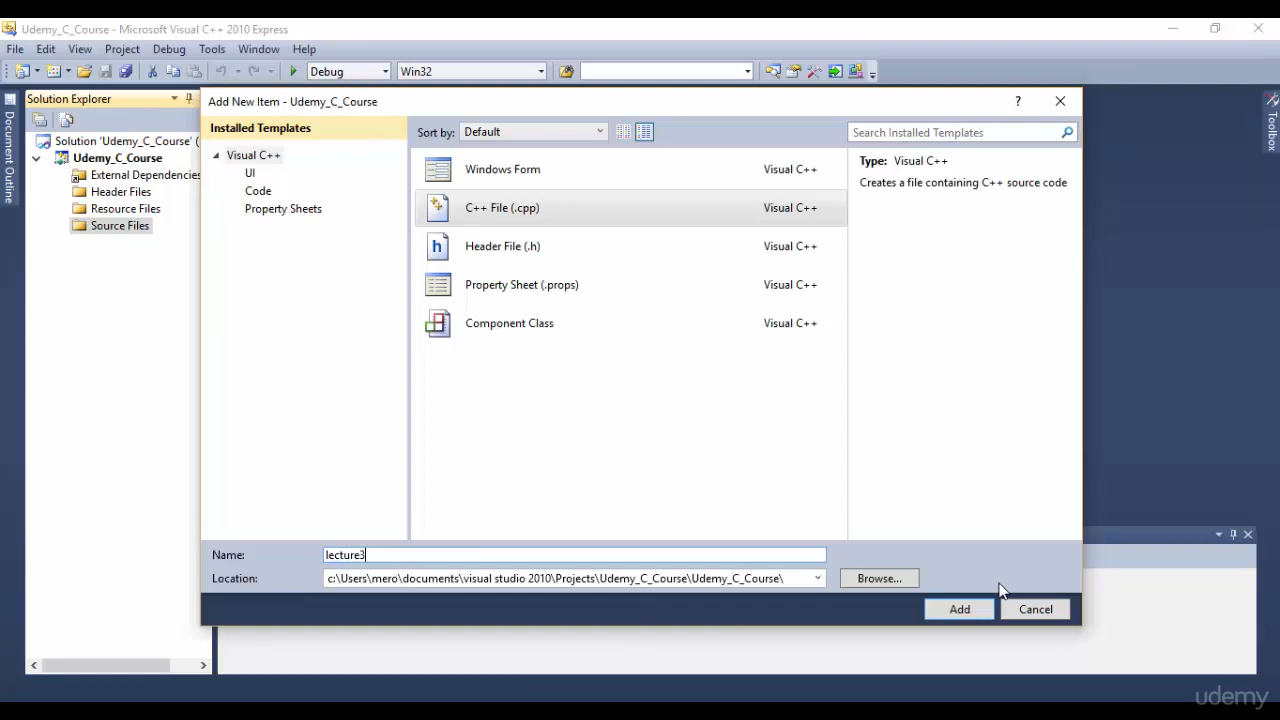 Udemy_C_Course - Microsoft Visual C++ 2010 Express
File Edit View Project Debug Tools Window Help
Debug Win32
Document Outline
Solution Explorer
Solution 'Udemy_C_Course' (
Udemy_C_Course
External Dependencies
Header Files
Resource Files
Source Files
Add New Item - Udemy_C_Course ?
Installed Templates
Visual C++
UI
Code
Property Sheets
Sort by: Default
Search Installed Templates
Windows Form Visual C++
C++ File (.cpp) Visual C++
Header File (.h) Visual C++
Property Sheet (.props) Visual C++
Component Class Visual C++
Type: Visual C++
Creates a file containing C++ source code
Name: lecture3
Location: c:\Users\mero\documents\visual studio 2010\Projects\Udemy_C_Course\Udemy_C_Course\
Browse...
Add Cancel
Toolbox
udemy